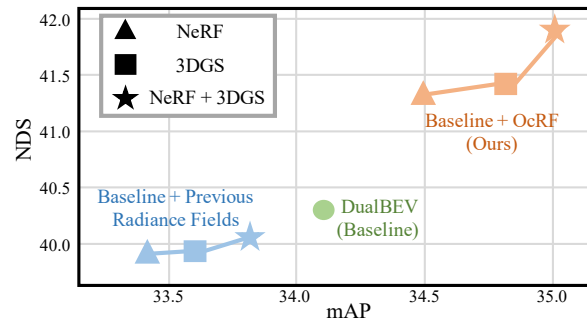 42.0
41.5
41.0
40.5
40.0
NDS
NeRF
3DGS
NeRF + 3DGS
Baseline + OcRF
(Ours)
Baseline + Previous
Radiance Fields
DualBEV
(Baseline)
33.5
34.0
34.5
35.0
mAP